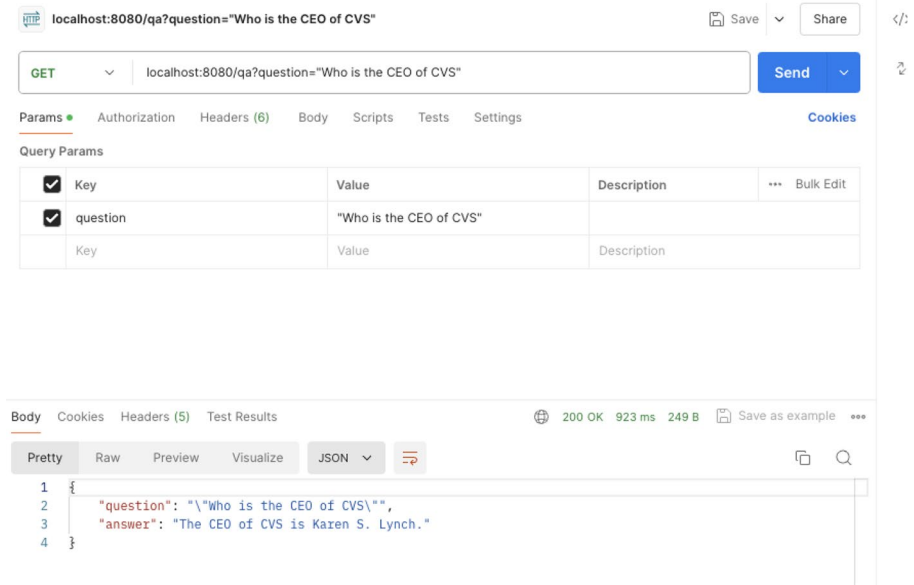 HTTP localhost:8080/qa?question="Who is the CEO of CVS" Save Share </>
GET localhost:8080/qa?question="Who is the CEO of CVS" Send
Params Authorization Headers (6) Body Scripts Tests Settings Cookies
Query Params
Key Value Description ••• Bulk Edit
question "Who is the CEO of CVS"
Key Value Description
Body Cookies Headers (5) Test Results 200 OK 923 ms 249 B Save as example •••
Pretty Raw Preview Visualize JSON
1 {
2 "question": "\"Who is the CEO of CVS\"",
3 "answer": "The CEO of CVS is Karen S. Lynch."
4 }